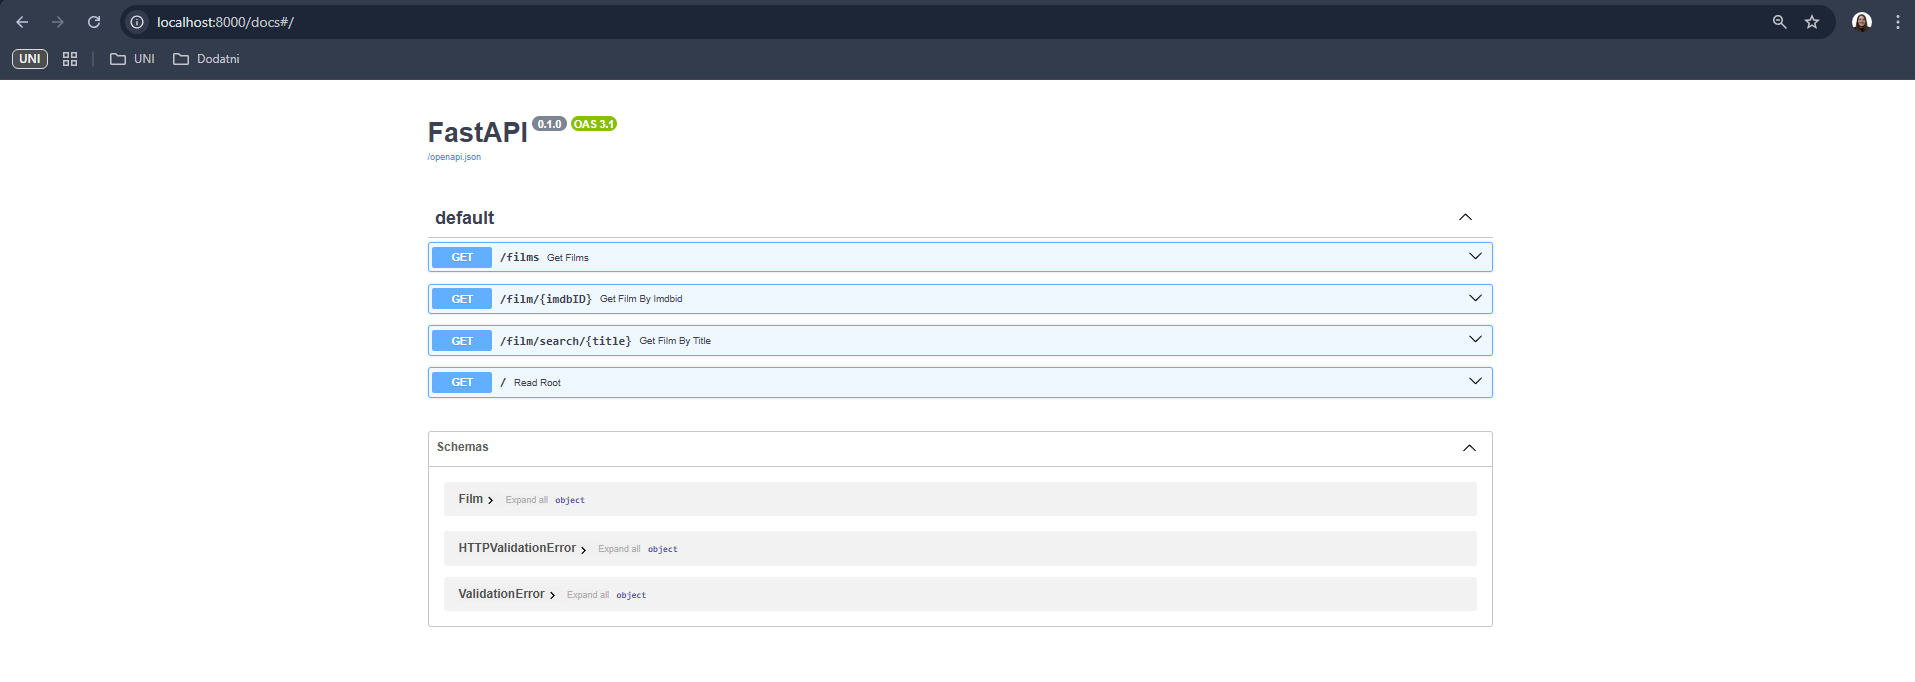 localhost:8000/docs#/
UNI UNI Dodatni
FastAPI 0.1.0 OAS 3.1
/openapi.json
default
GET /films Get Films
GET /film/{imdbID} Get Film By Imdbid
GET /film/search/{title} Get Film By Title
GET / Read Root
Schemas
Film Expand all object
HTTPValidationError Expand all object
ValidationError Expand all object